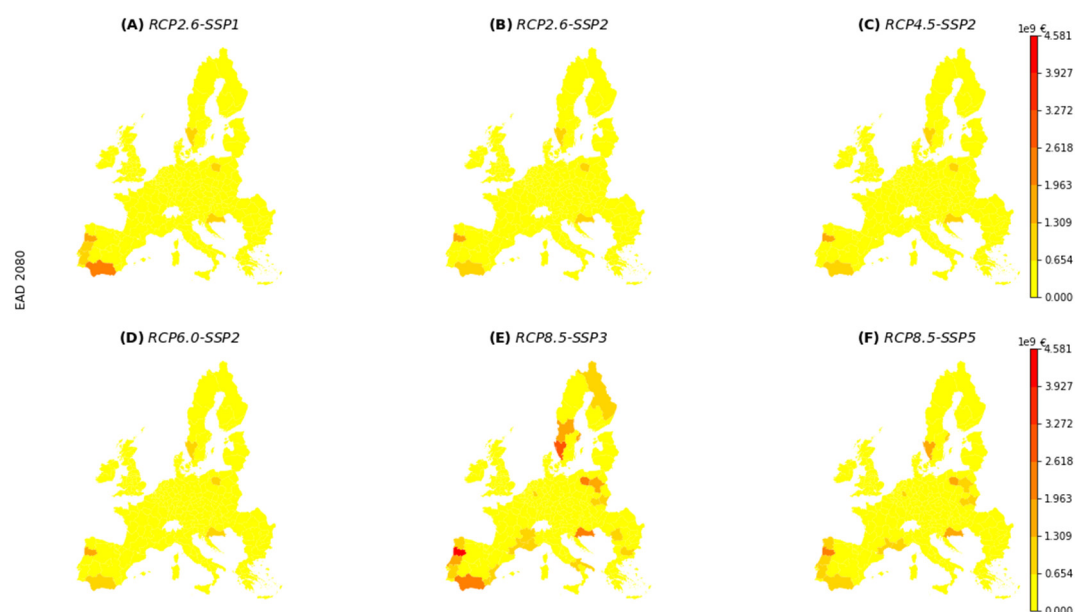 (A) RCP2.6-SSP1
(B) RCP2.6-SSP2
(C) RCP4.5-SSP2
1e9 €
4.581
3.927
3.272
2.618
1.963
1.309
0.654
0.000
EAD 2080
(D) RCP6.0-SSP2
(E) RCP8.5-SSP3
(F) RCP8.5-SSP5
1e9 €
4.581
3.927
3.272
2.618
1.963
1.309
0.654
0.000